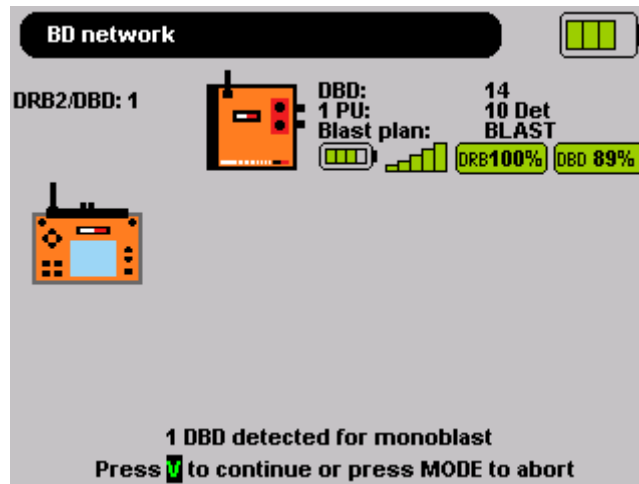 BD network
DRB2/DBD: 1
DBD: 14
1 PU: 10 Det
Blast plan: BLAST
DRB100% DBD 89%
1 DBD detected for monoblast
Press V to continue or press MODE to abort